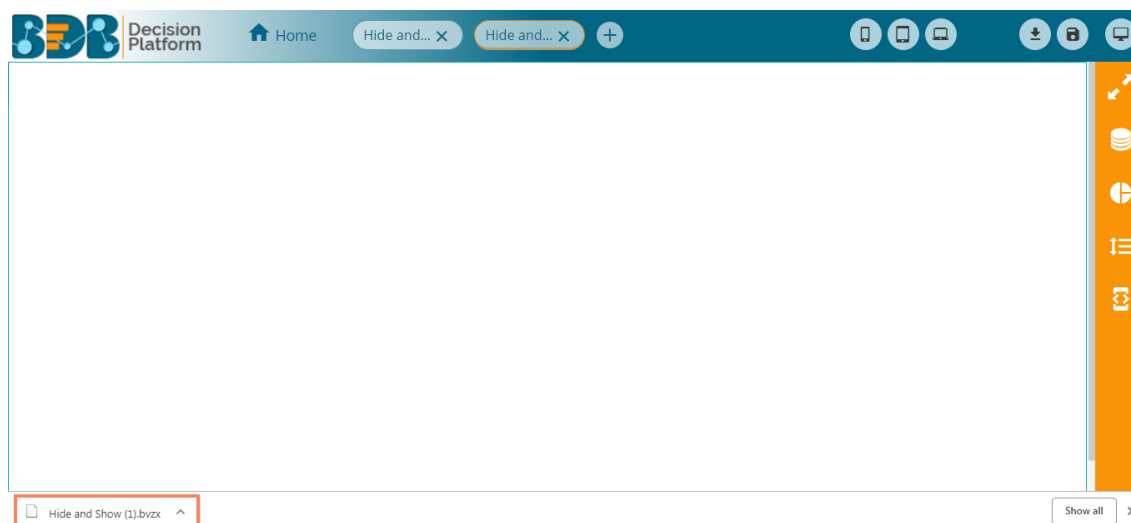 BDB Decision
Platform
Home
Hide and...
Hide and...
Hide and Show (1).bvzx
Show all